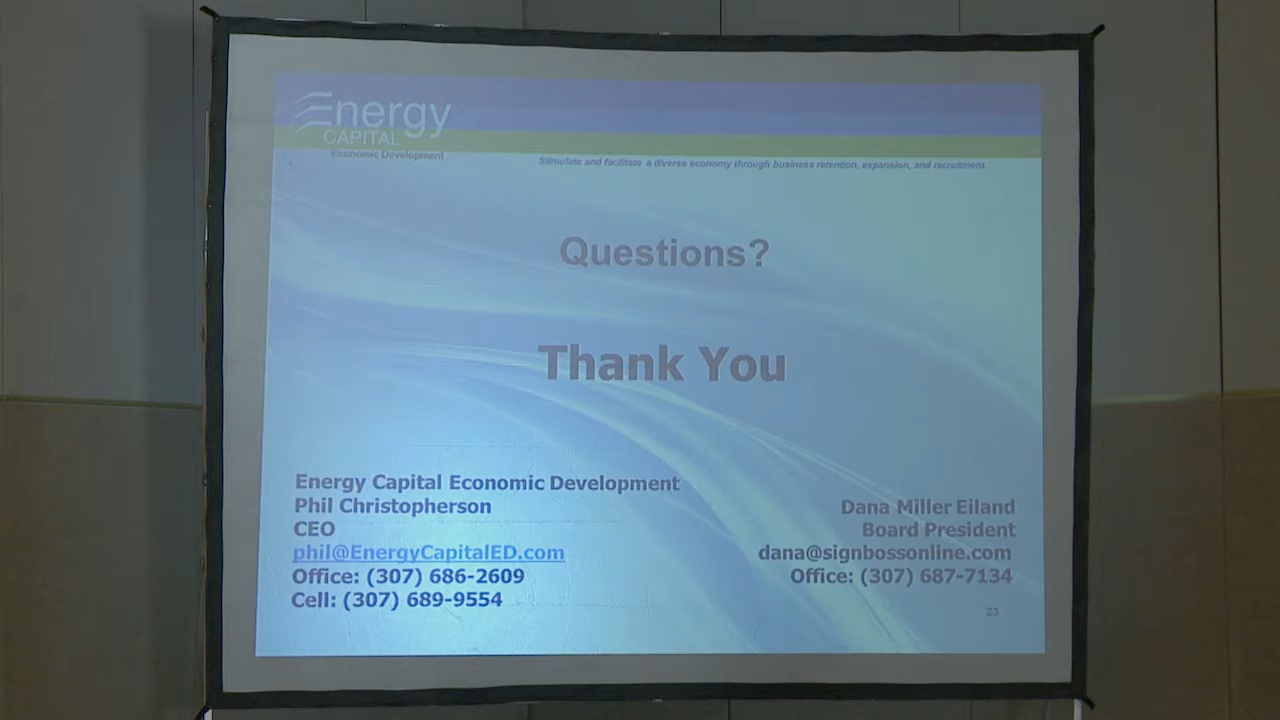 Energy
CAPITAL
Economic Development
Stimulate and facilitate a diverse economy through business retention, expansion, and recruitment.
Questions?
Thank You
Energy Capital Economic Development
Phil Christopherson
CEO
phil@EnergyCapitalED.com
Office: (307) 686-2609
Cell: (307) 689-9554
Dana Miller Eiland
Board President
dana@signbossonline.com
Office: (307) 687-7134
23